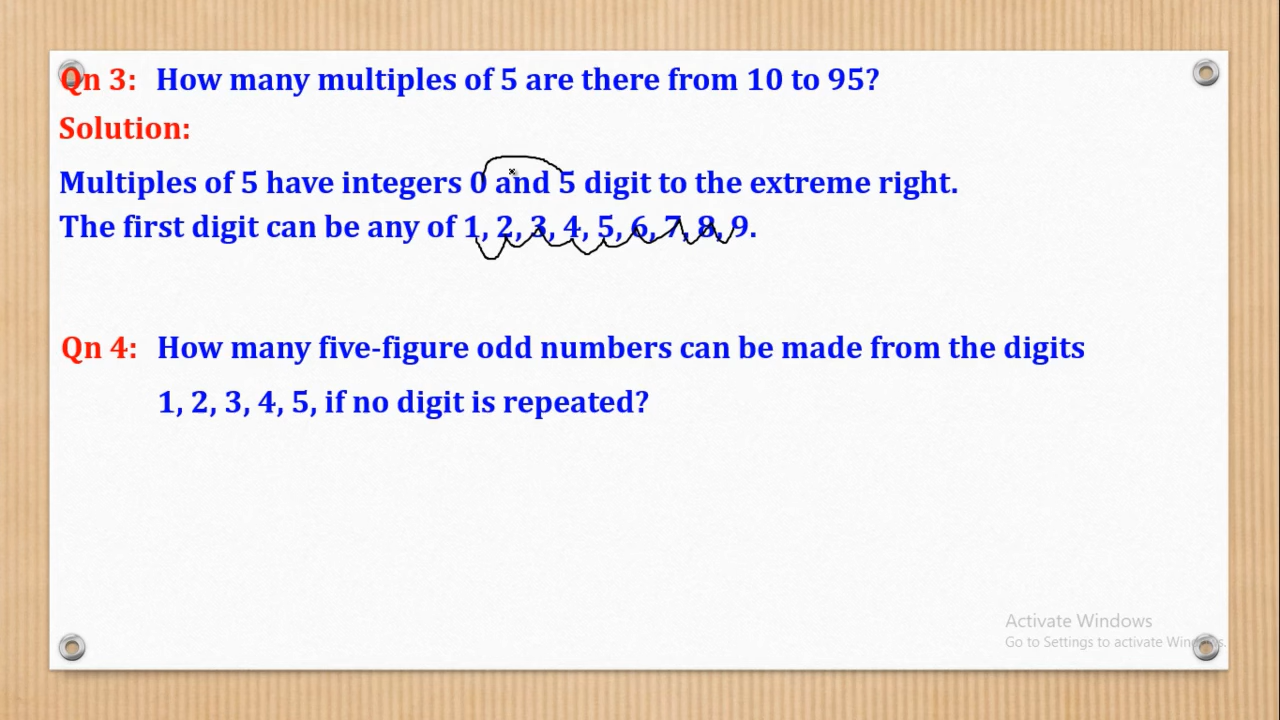 Qn 3: How many multiples of 5 are there from 10 to 95?
Solution:
Multiples of 5 have integers 0 and 5 digit to the extreme right.
The first digit can be any of 1, 2, 3, 4, 5, 6, 7, 8, 9.
Qn 4: How many five-figure odd numbers can be made from the digits
1, 2, 3, 4, 5, if no digit is repeated?
Activate Windows
Go to Settings to activate Windows.